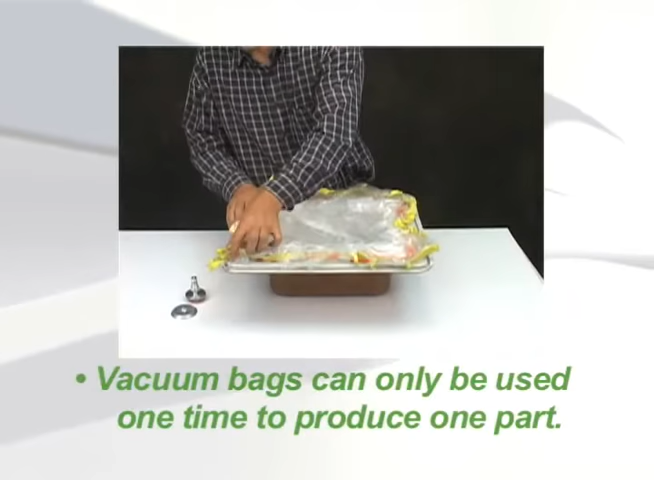 • Vacuum bags can only be used
one time to produce one part.